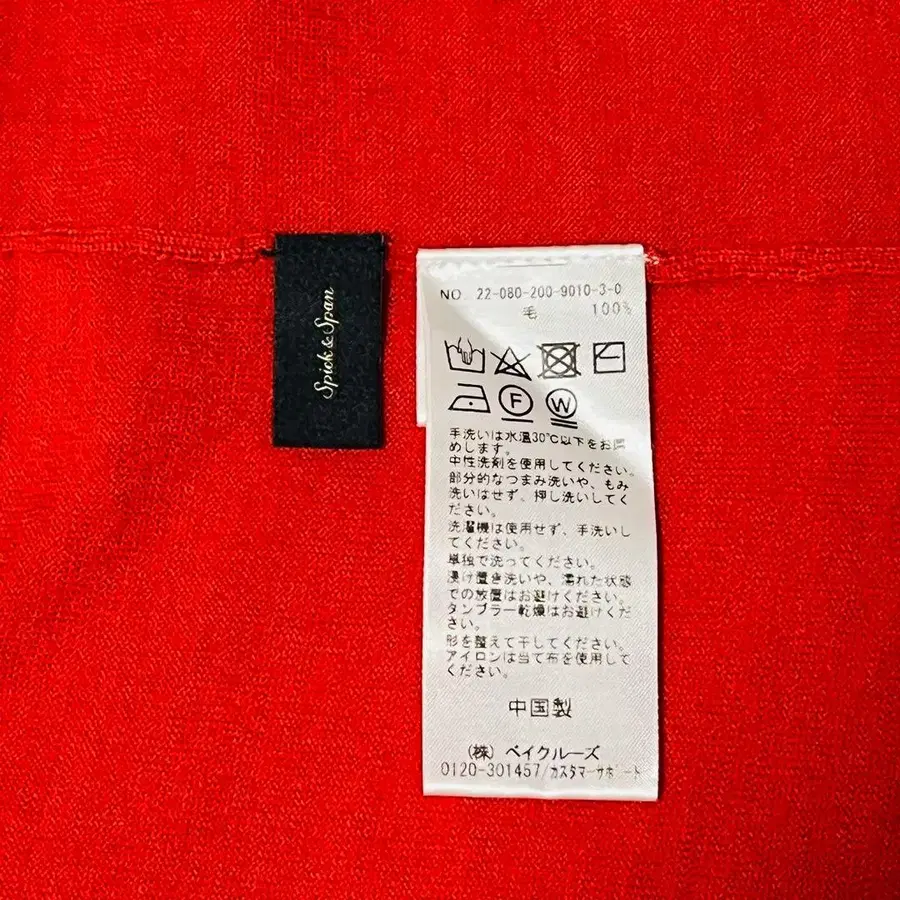 Spick & Span
NO. 22-080-200-9010-3-0
毛 100%
F
W
手洗いは水温30℃以下をお薦
めします。
中性洗剤を使用してください。
部分的なつまみ洗いや、もみ
洗いはせず、押し洗いしてく
ださい。
洗濯機は使用せず、手洗いし
てください。
単独で洗ってください。
浸け置き洗いや、濡れた状態
での放置はお避けください。
タンブラー乾燥はお避けくだ
さい。
形を整えて干してください。
アイロンは当て布を使用して
ください。
中国製
(株) ベイクルーズ
0120-301457/カスタマーサポート